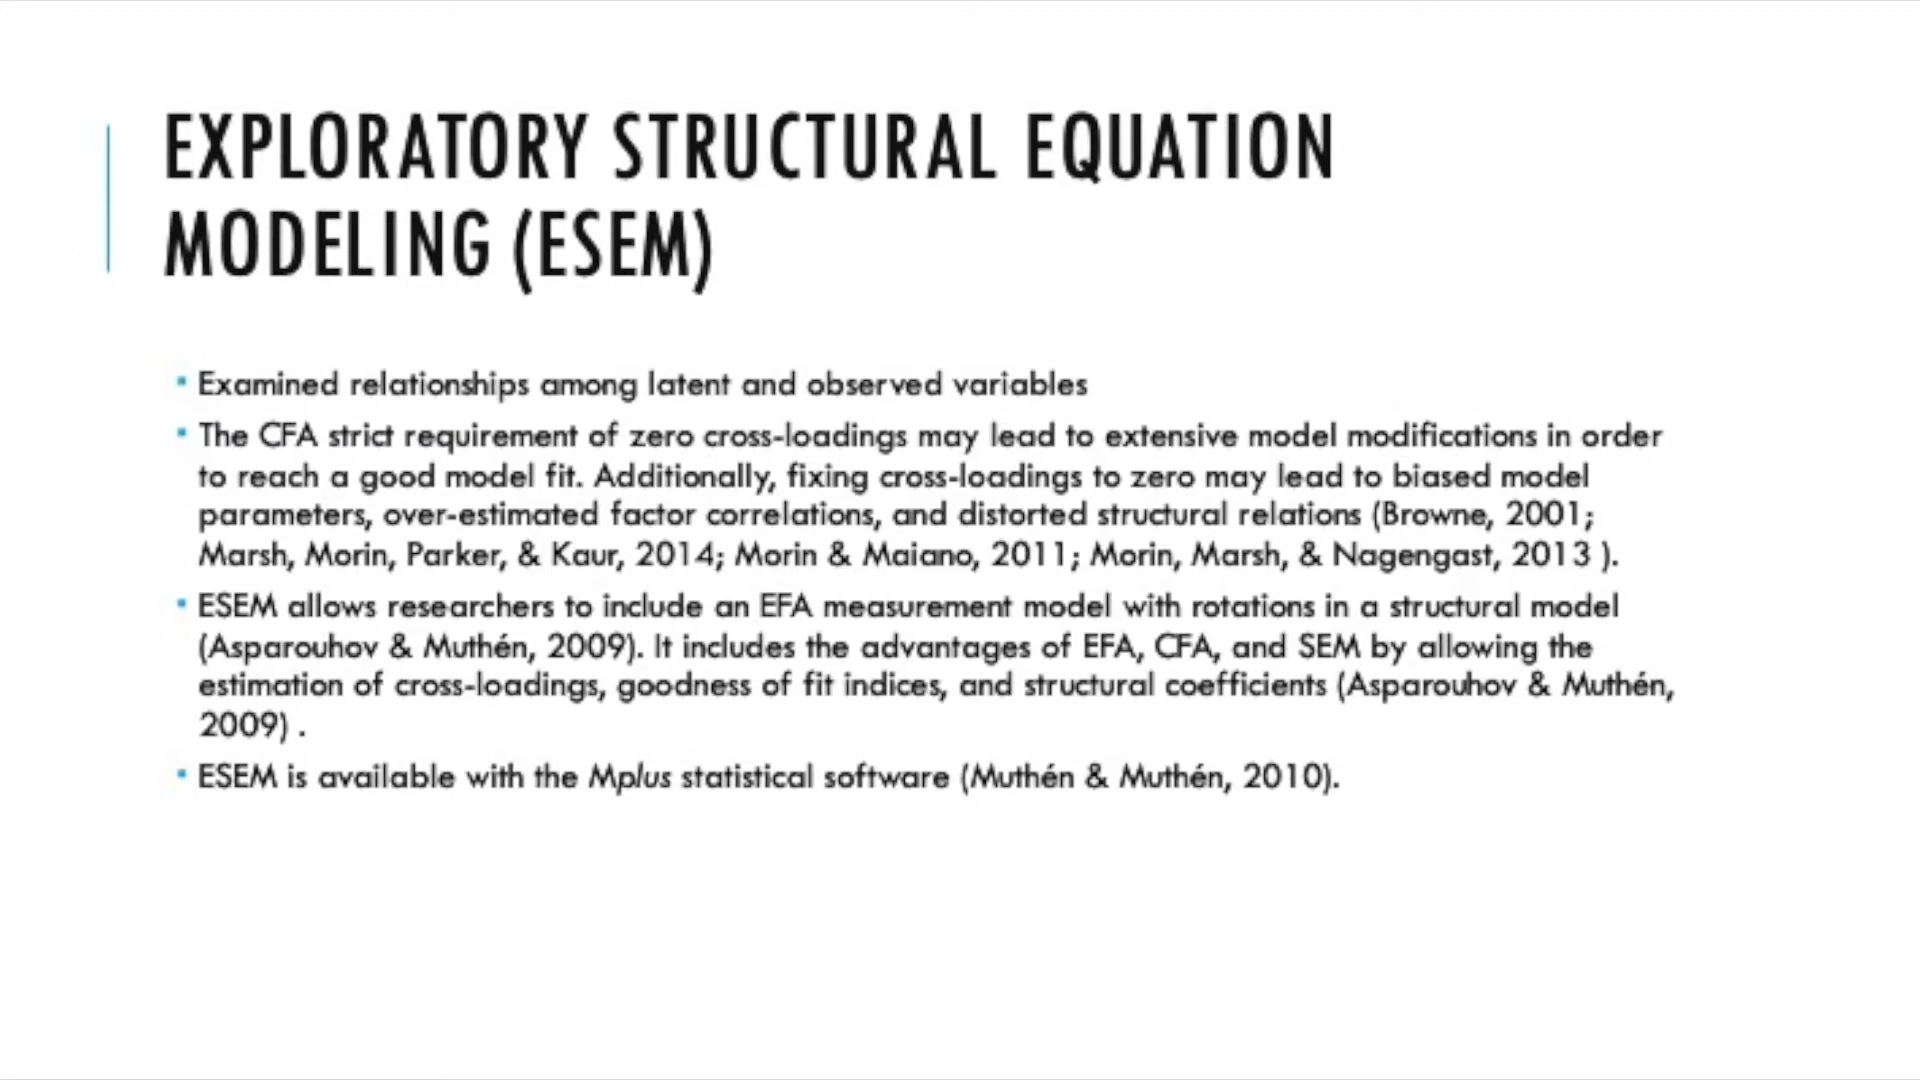 EXPLORATORY STRUCTURAL EQUATION
MODELING (ESEM)
▪ Examined relationships among latent and observed variables
▪ The CFA strict requirement of zero cross-loadings may lead to extensive model modifications in order
to reach a good model fit. Additionally, fixing cross-loadings to zero may lead to biased model
parameters, over-estimated factor correlations, and distorted structural relations (Browne, 2001;
Marsh, Morin, Parker, & Kaur, 2014; Morin & Maiano, 2011; Morin, Marsh, & Nagengast, 2013 ).
▪ ESEM allows researchers to include an EFA measurement model with rotations in a structural model
(Asparouhov & Muthén, 2009). It includes the advantages of EFA, CFA, and SEM by allowing the
estimation of cross-loadings, goodness of fit indices, and structural coefficients (Asparouhov & Muthén,
2009) .
▪ ESEM is available with the Mplus statistical software (Muthén & Muthén, 2010).